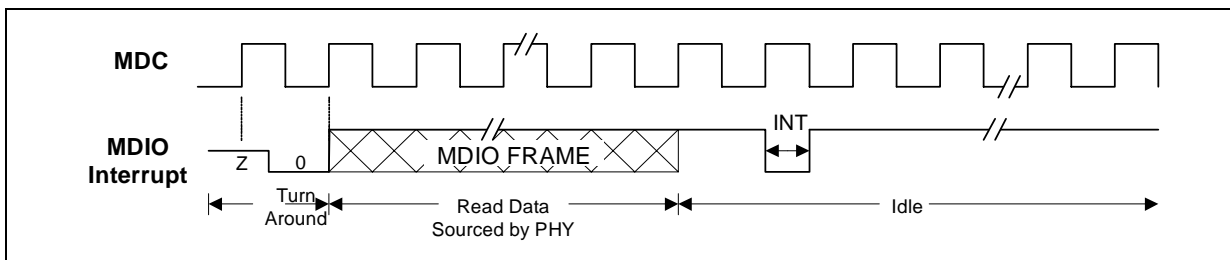 MDC
INT
MDIO
Interrupt
Z
0
MDIO FRAME
Turn
Around
Read Data
Sourced by PHY
Idle